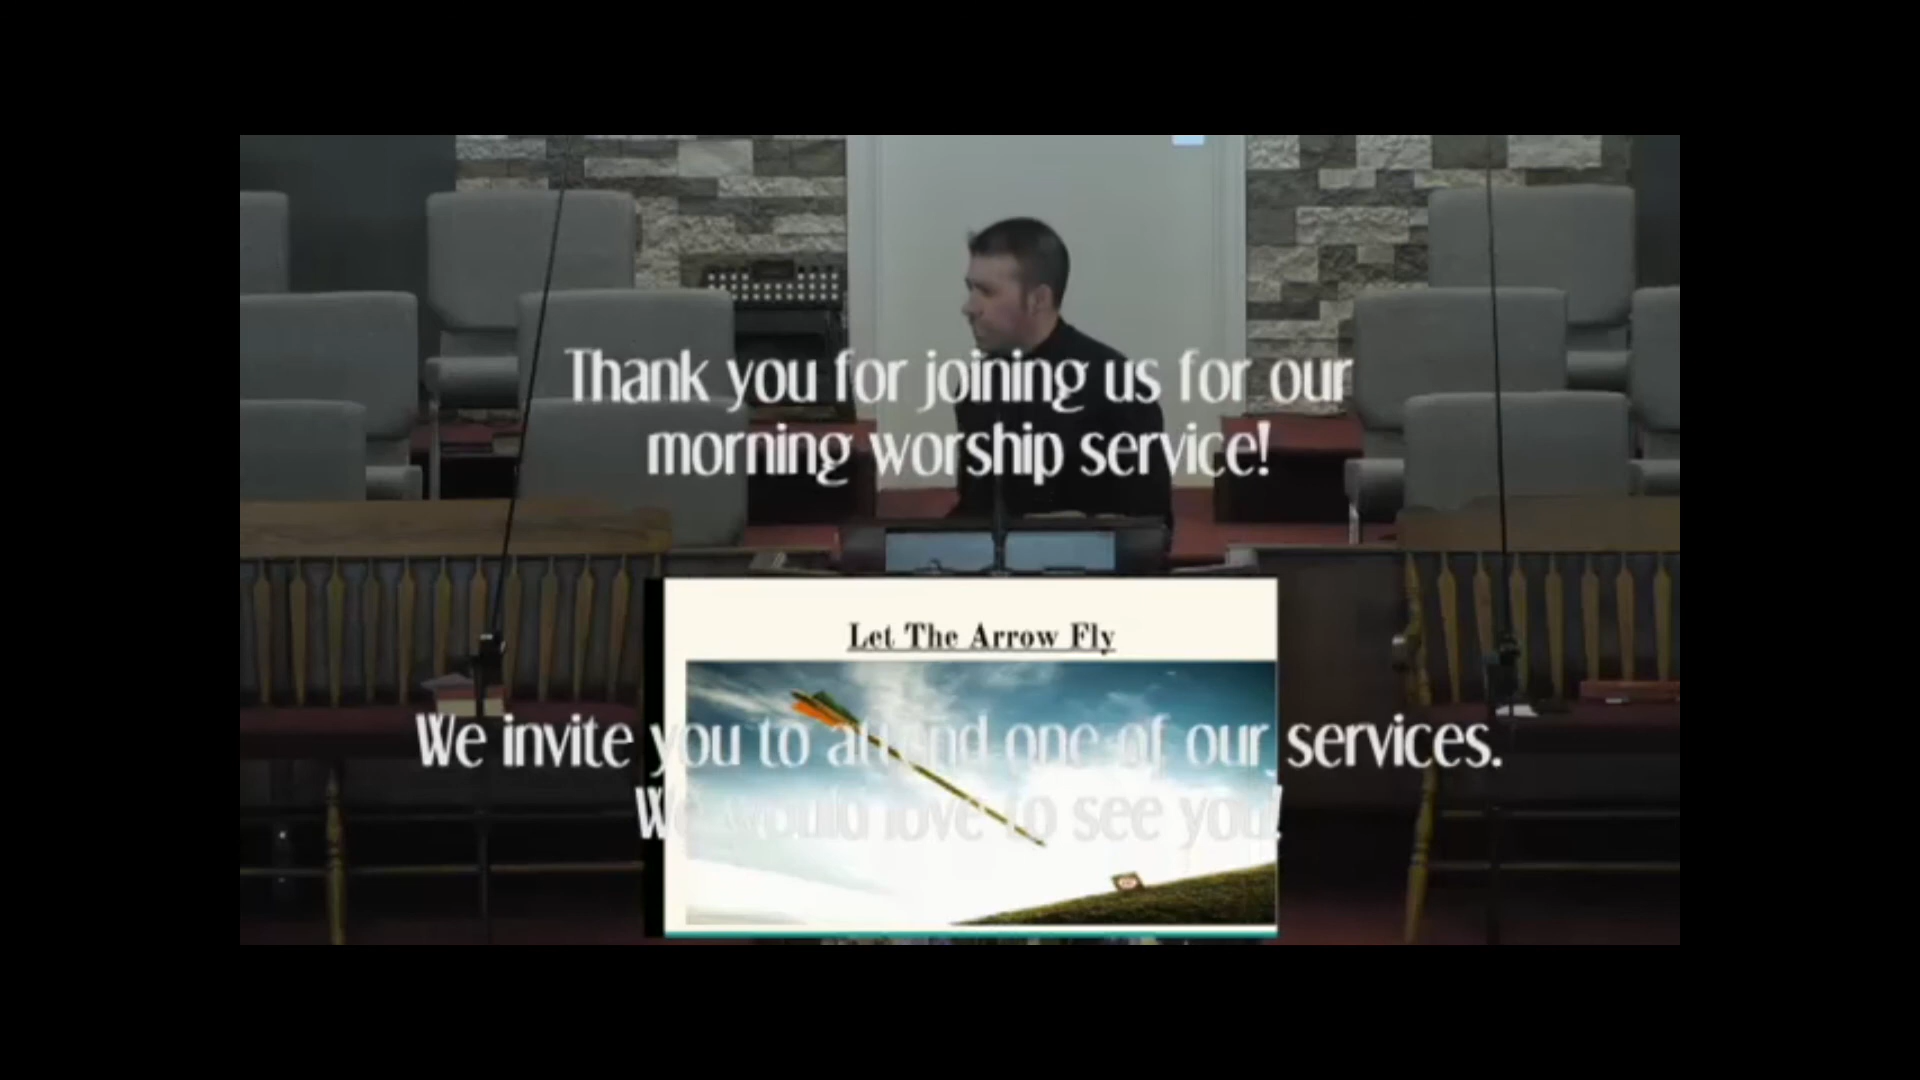 Thank you for joining us for our
morning worship service!
Let The Arrow Fly
We invite you to attend one of our services.
We would love to see you!